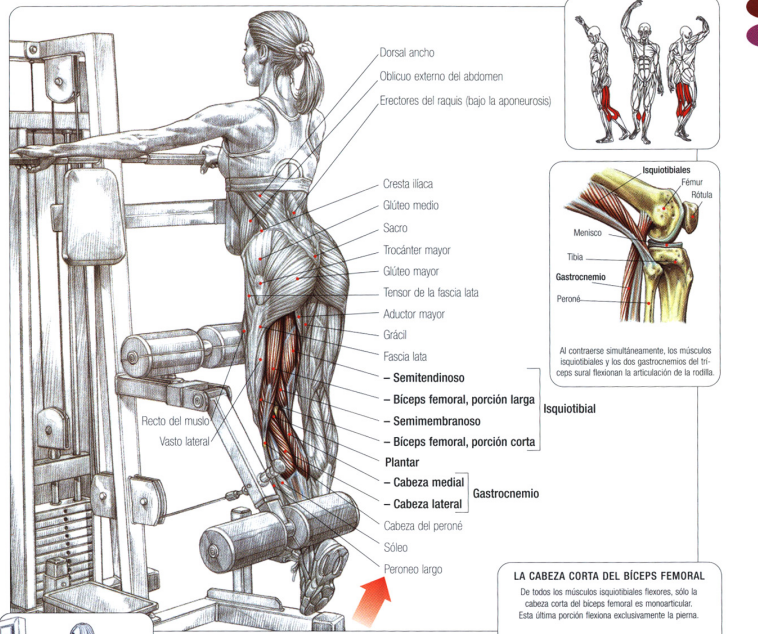 Dorsal ancho
Oblicuo externo del abdomen
Erectores del raquis (bajo la aponeurosis)
Cresta ilíaca
Glúteo medio
Sacro
Trocánter mayor
Glúteo mayor
Tensor de la fascia lata
Aductor mayor
Grácil
Fascia lata
– Semitendinoso
– Bíceps femoral, porción larga
– Semimembranoso
– Bíceps femoral, porción corta
Isquiotibial
Plantar
– Cabeza medial
– Cabeza lateral
Gastrocnemio
Cabeza del peroné
Sóleo
Peroneo largo
Recto del muslo
Vasto lateral
Isquiotibiales
Fémur
Rótula
Menisco
Tibia
Gastrocnemio
Peroné
Al contraerse simultáneamente, los músculos
isquiotibiales y los dos gastrocnemios del trí-
ceps sural flexionan la articulación de la rodilla.
LA CABEZA CORTA DEL BÍCEPS FEMORAL
De todos los músculos isquiotibiales flexores, sólo la
cabeza corta del bíceps femoral es monoarticular.
Esta última porción flexiona exclusivamente la pierna.